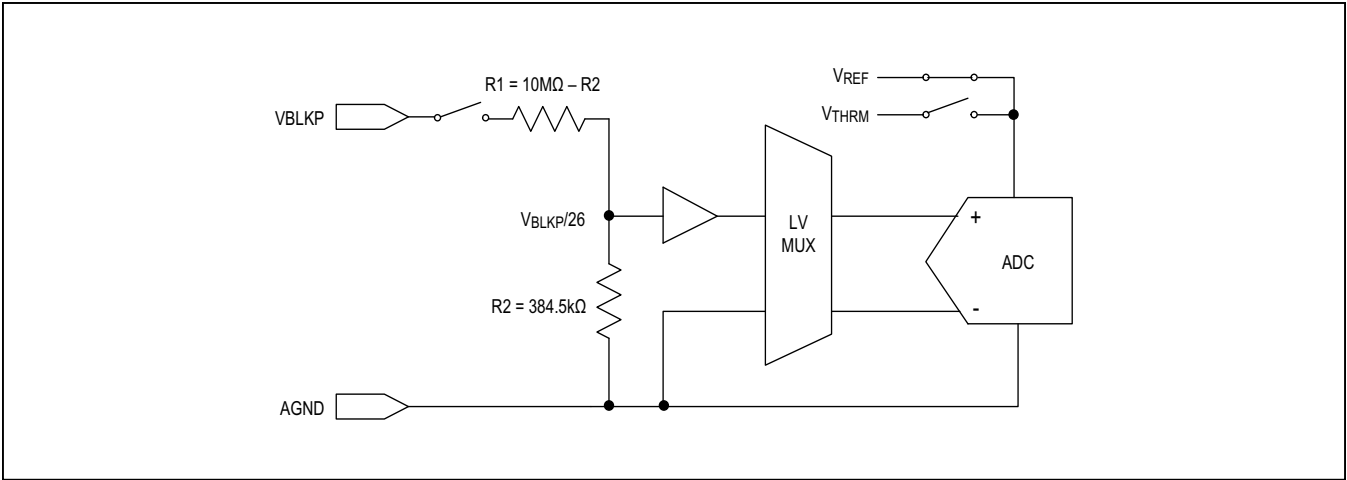 VREF
R1 = 10MΩ – R2
VTHRM
VBLKP
+
VBLKP/26
LV
MUX
ADC
R2 = 384.5kΩ
-
AGND